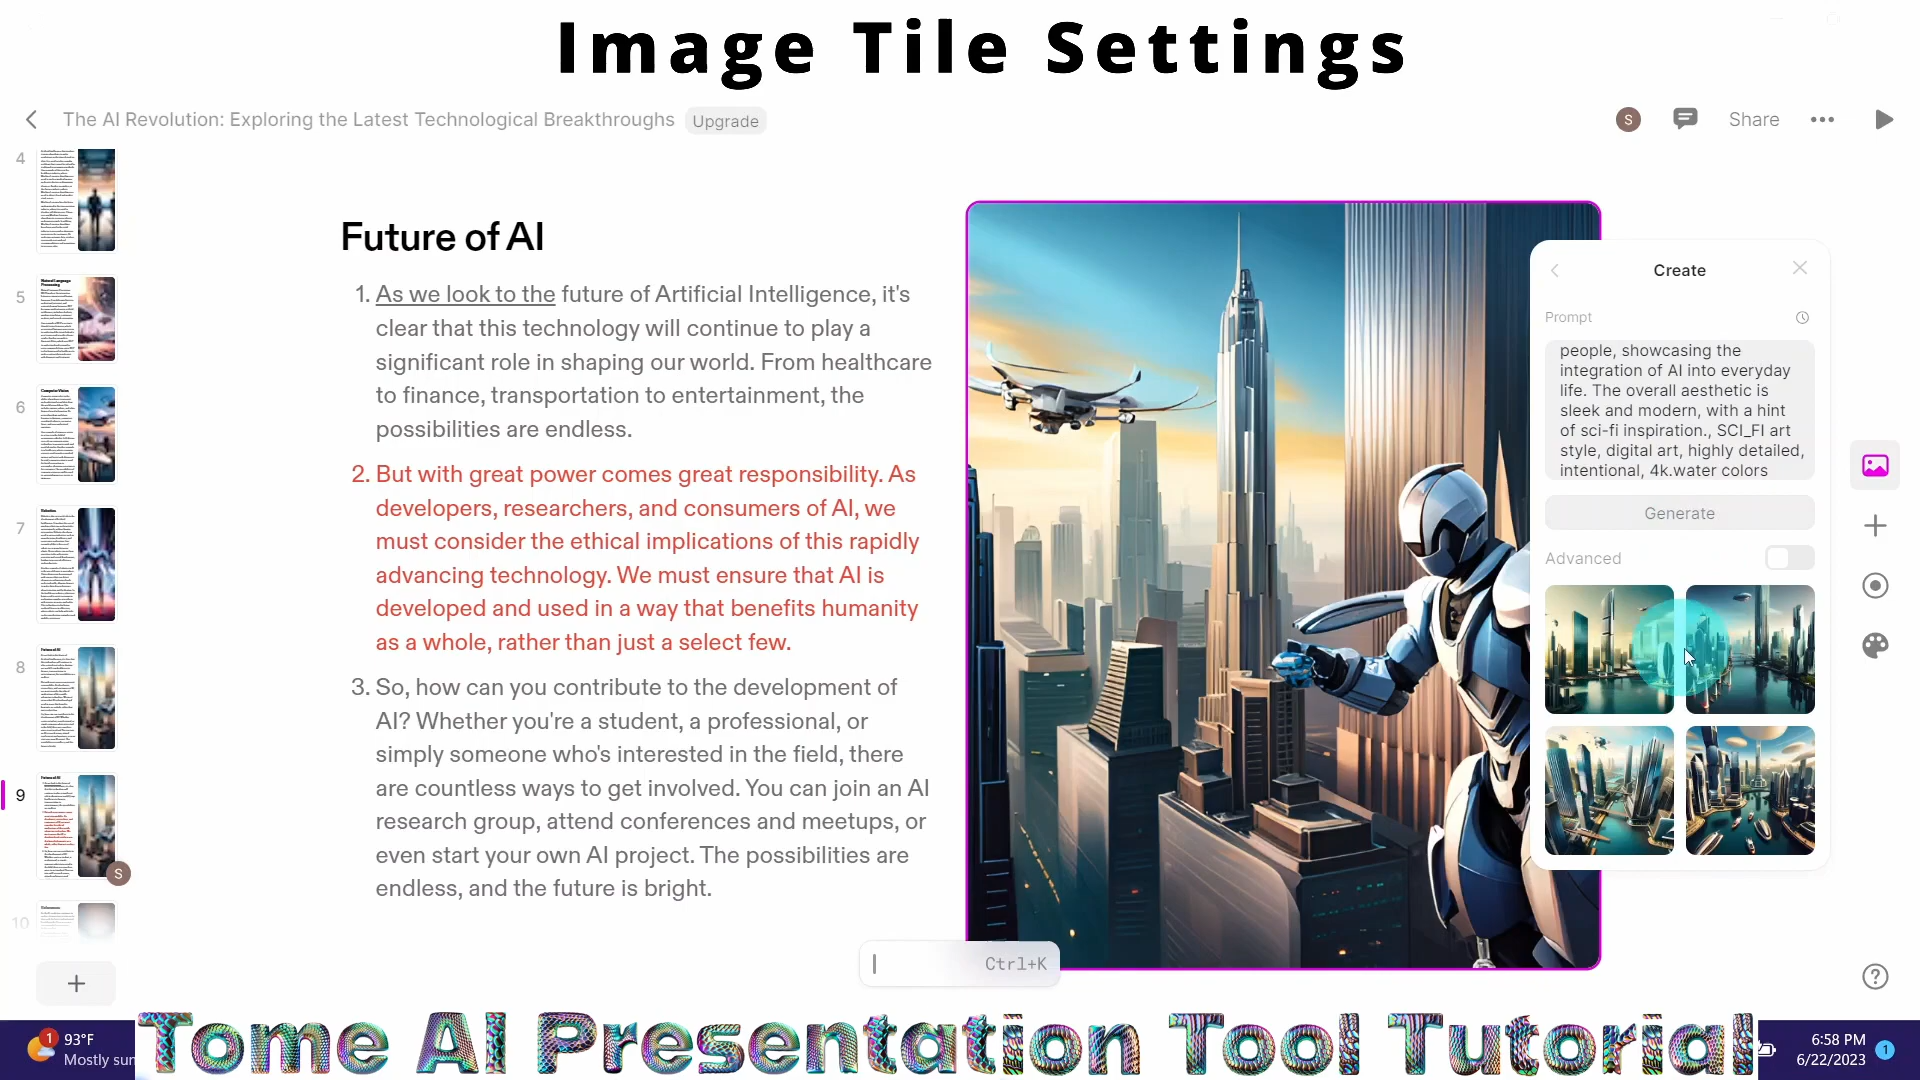 Image Tile Settings
The AI Revolution: Exploring the Latest Technological Breakthroughs
Upgrade
S
Share
4
5
6
7
8
9
S
10
Future of AI
1. As we look to the future of Artificial Intelligence, it's
clear that this technology will continue to play a
significant role in shaping our world. From healthcare
to finance, transportation to entertainment, the
possibilities are endless.
2. But with great power comes great responsibility. As
developers, researchers, and consumers of AI, we
must consider the ethical implications of this rapidly
advancing technology. We must ensure that AI is
developed and used in a way that benefits humanity
as a whole, rather than just a select few.
3. So, how can you contribute to the development of
AI? Whether you're a student, a professional, or
simply someone who's interested in the field, there
are countless ways to get involved. You can join an AI
research group, attend conferences and meetups, or
even start your own AI project. The possibilities are
endless, and the future is bright.
Ctrl+K
Create
Prompt
people, showcasing the
integration of AI into everyday
life. The overall aesthetic is
sleek and modern, with a hint
of sci-fi inspiration., SCI_FI art
style, digital art, highly detailed,
intentional, 4k.water colors
Generate
Advanced
1
93°F
Mostly sun
Tome AI Presentation Tool Tutorial
6:58 PM
6/22/2023
1